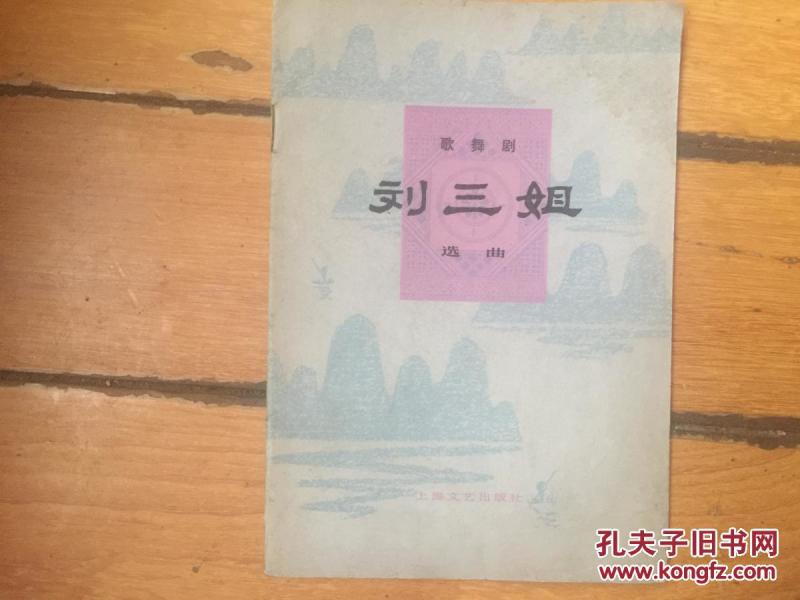 歌舞剧
刘三姐
选曲
上海文艺出版社
孔夫子旧书网
www.kongfz.com